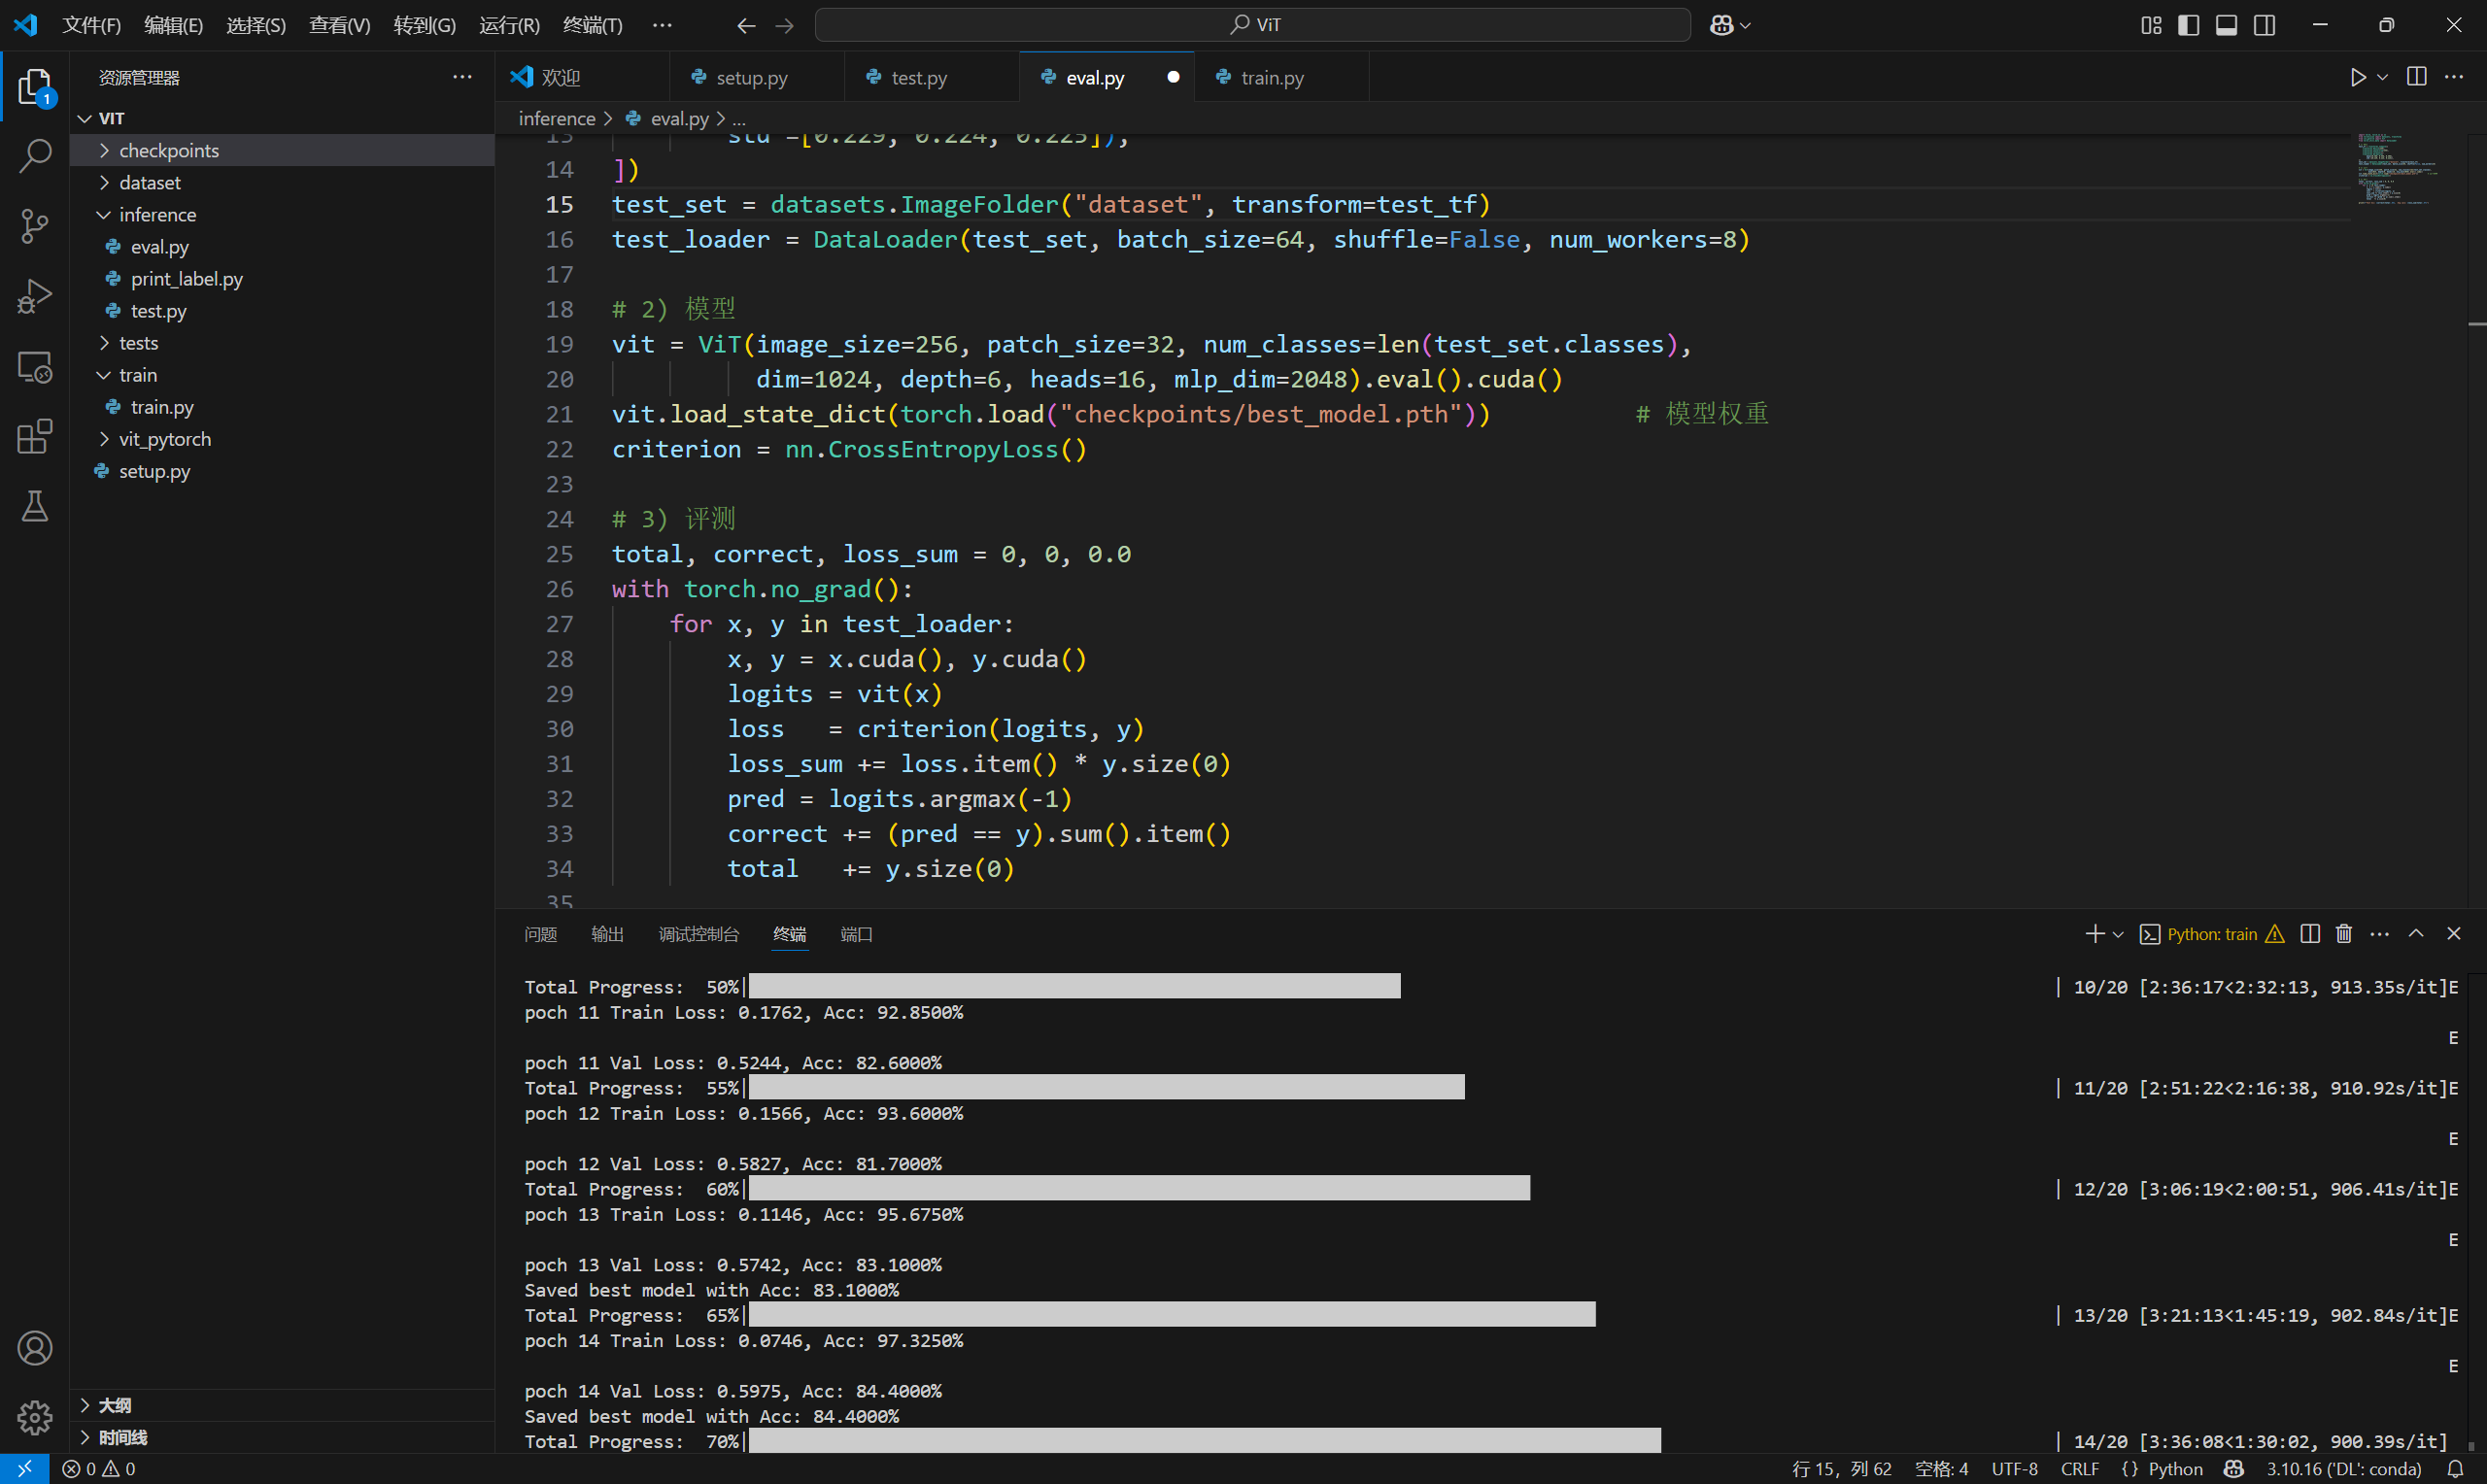 文件(F) 编辑(E) 选择(S) 查看(V) 转到(G) 运行(R) 终端(T) ··· ViT
资源管理器
1
VIT
checkpoints
dataset
inference
eval.py
print_label.py
test.py
tests
train
train.py
vit_pytorch
setup.py
大纲
时间线
欢迎 setup.py test.py eval.py train.py
inference > eval.py > ...
13 std =[0.229, 0.224, 0.225]),
14 ])
15 test_set = datasets.ImageFolder("dataset", transform=test_tf)
16 test_loader = DataLoader(test_set, batch_size=64, shuffle=False, num_workers=8)
17
18 # 2) 模型
19 vit = ViT(image_size=256, patch_size=32, num_classes=len(test_set.classes),
20 dim=1024, depth=6, heads=16, mlp_dim=2048).eval().cuda()
21 vit.load_state_dict(torch.load("checkpoints/best_model.pth")) # 模型权重
22 criterion = nn.CrossEntropyLoss()
23
24 # 3) 评测
25 total, correct, loss_sum = 0, 0, 0.0
26 with torch.no_grad():
27 for x, y in test_loader:
28 x, y = x.cuda(), y.cuda()
29 logits = vit(x)
30 loss = criterion(logits, y)
31 loss_sum += loss.item() * y.size(0)
32 pred = logits.argmax(-1)
33 correct += (pred == y).sum().item()
34 total += y.size(0)
35
问题 输出 调试控制台 终端 端口 Python: train
Total Progress: 50%| | 10/20 [2:36:17<2:32:13, 913.35s/it]E
poch 11 Train Loss: 0.1762, Acc: 92.8500%
E
poch 11 Val Loss: 0.5244, Acc: 82.6000%
Total Progress: 55%| | 11/20 [2:51:22<2:16:38, 910.92s/it]E
poch 12 Train Loss: 0.1566, Acc: 93.6000%
E
poch 12 Val Loss: 0.5827, Acc: 81.7000%
Total Progress: 60%| | 12/20 [3:06:19<2:00:51, 906.41s/it]E
poch 13 Train Loss: 0.1146, Acc: 95.6750%
E
poch 13 Val Loss: 0.5742, Acc: 83.1000%
Saved best model with Acc: 83.1000%
Total Progress: 65%| | 13/20 [3:21:13<1:45:19, 902.84s/it]E
poch 14 Train Loss: 0.0746, Acc: 97.3250%
E
poch 14 Val Loss: 0.5975, Acc: 84.4000%
Saved best model with Acc: 84.4000%
Total Progress: 70%| | 14/20 [3:36:08<1:30:02, 900.39s/it]
0 0 行 15，列 62 空格: 4 UTF-8 CRLF {} Python 3.10.16 ('DL': conda)